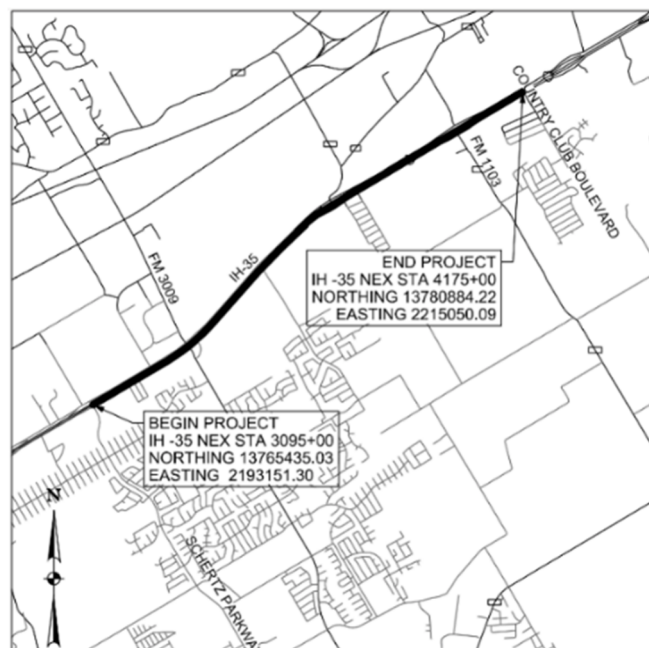 COUNTRY CLUB BOULEVARD
FM 1103
FM 3009
IH-35
END PROJECT
IH -35 NEX STA 4175+00
NORTHING 13780884.22
EASTING 2215050.09
BEGIN PROJECT
IH -35 NEX STA 3095+00
NORTHING 13765435.03
EASTING 2193151.30
N
SCHERTZ PARKWA